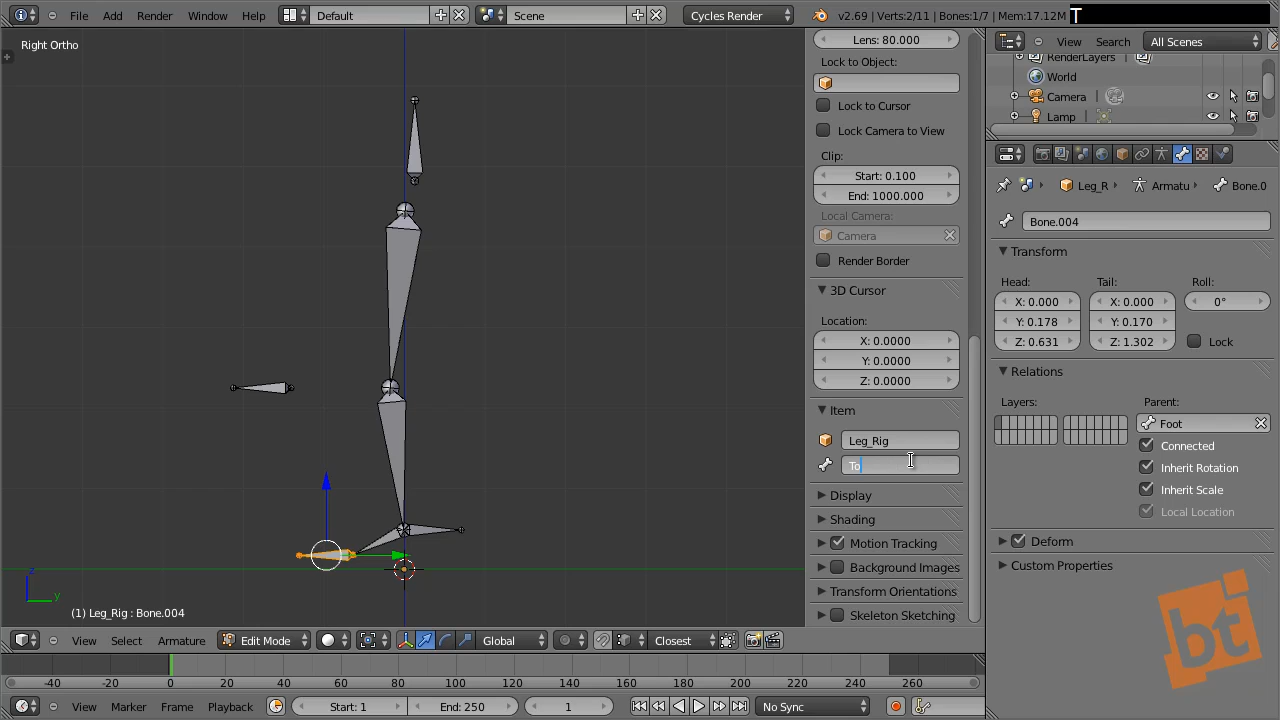 File Add Render Window Help Default Scene Cycles Render v2.69 | Verts:2/11 | Bones:1/7 | Mem:17.12M T
Right Ortho
Lens: 80.000
Lock to Object:
Lock to Cursor
Lock Camera to View
Clip:
Start: 0.100
End: 1000.000
Local Camera:
Camera
Render Border
3D Cursor
Location:
X: 0.0000
Y: 0.0000
Z: 0.0000
Item
Leg_Rig
To
Display
Shading
Motion Tracking
Background Images
Transform Orientations
Skeleton Sketching
View Search All Scenes
RenderLayers
World
Camera
Lamp
Leg_R Armatu Bone.0
Bone.004
Transform
Head: Tail: Roll:
X: 0.000 X: 0.000 0°
Y: 0.178 Y: 0.170
Z: 0.631 Z: 1.302 Lock
Relations
Layers: Parent:
Foot
Connected
Inherit Rotation
Inherit Scale
Local Location
Deform
Custom Properties
z
y
(1) Leg_Rig : Bone.004
View Select Armature Edit Mode Global Closest
-40 -20 0 20 40 60 80 100 120 140 160 180 200 220 240 260
View Marker Frame Playback Start: 1 End: 250 1 No Sync
bt